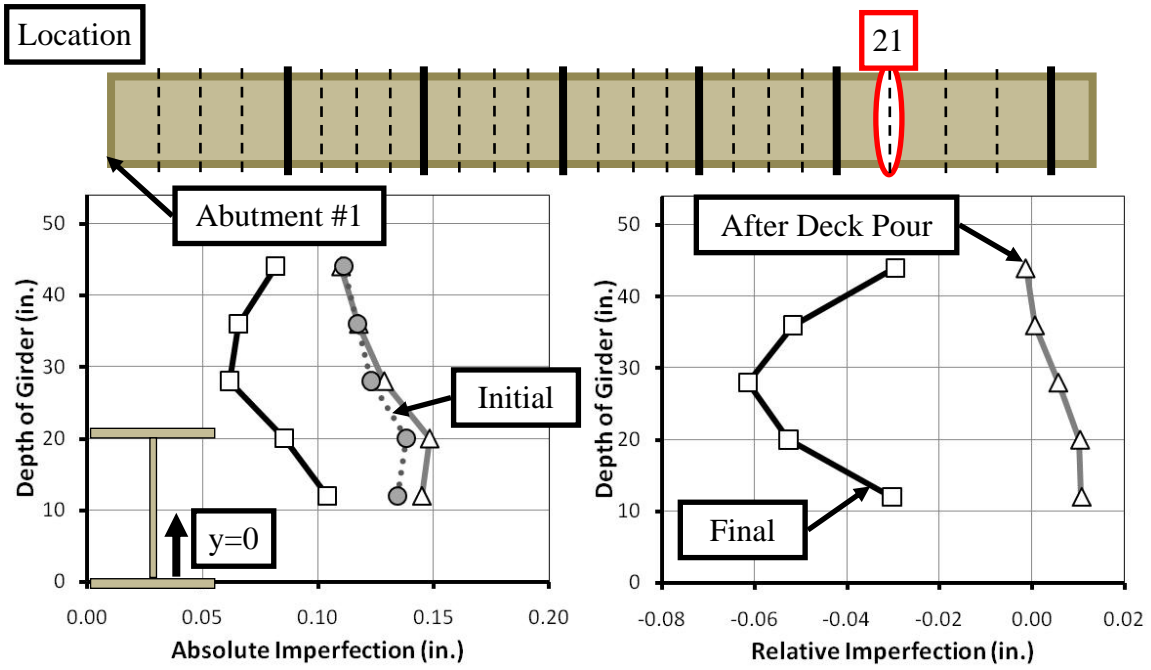 Location
21
Abutment #1
After Deck Pour
Initial
Final
y=0
Depth of Girder (in.)
50
40
30
20
10
0
0.00 0.05 0.10 0.15 0.20
Absolute Imperfection (in.)
Depth of Girder (in.)
50
40
30
20
10
0
-0.08 -0.06 -0.04 -0.02 0.00 0.02
Relative Imperfection (in.)